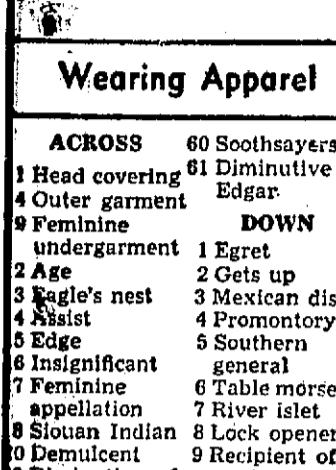 Wearing Apparel
ACROSS
1 Head covering
4 Outer garment
9 Feminine
undergarment
2 Age
3 Eagle's nest
4 Assist
5 Edge
6 Insignificant
7 Feminine
appellation
8 Siouan Indian
0 Demulcent
60 Soothsayers
61 Diminutive
Edgar
DOWN
1 Egret
2 Gets up
3 Mexican dis
4 Promontory
5 Southern
general
6 Table morse
7 River islet
8 Lock opener
9 Recipient of